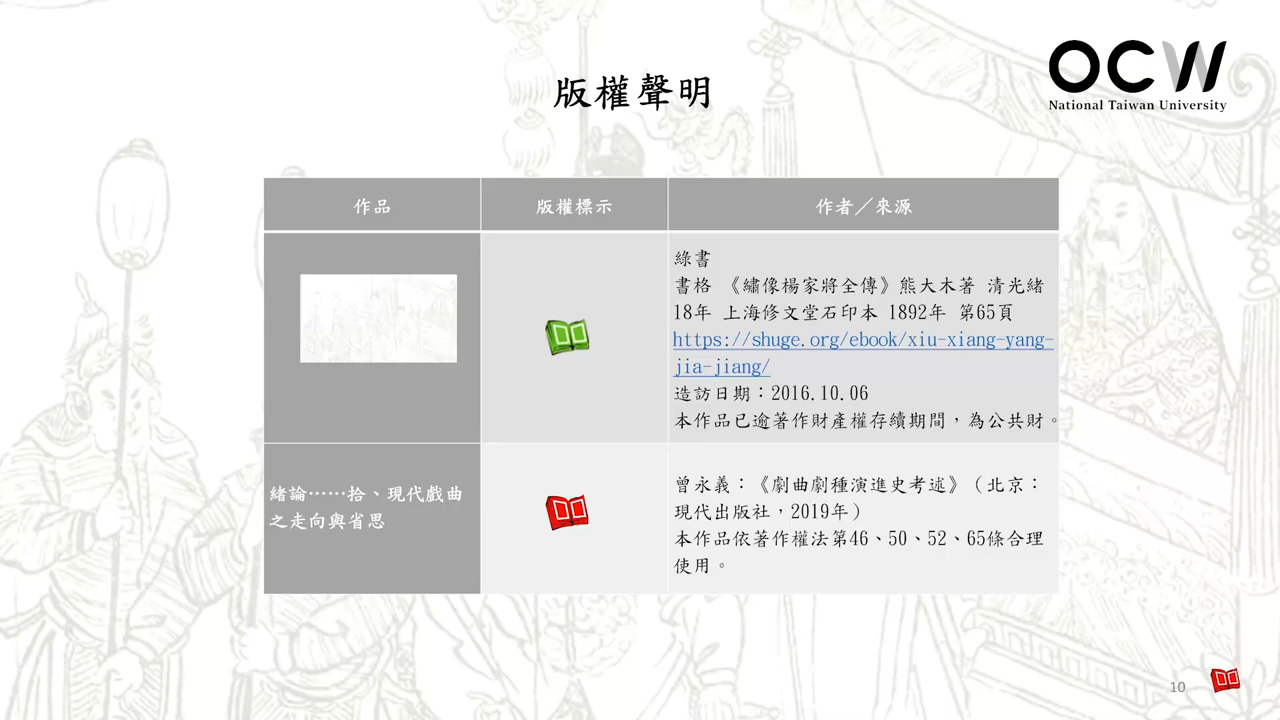 OCW
National Taiwan University
版權聲明
作品
版權標示
作者／來源
綠書
書格 《繡像楊家將全傳》熊大木著 清光緒
18年 上海修文堂石印本 1892年 第65頁
https://shuge.org/ebook/xiu-xiang-yang-
jia-jiang/
造訪日期：2016.10.06
本作品已逾著作財產權存續期間，為公共財。
緒論……拾、現代戲曲
之走向與省思
曾永義：《劇曲劇種演進史考述》（北京：
現代出版社，2019年）
本作品依著作權法第46、50、52、65條合理
使用。
10